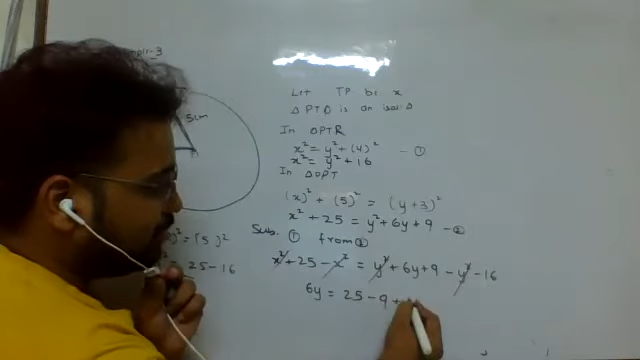 5cm
Let TP be x
△PTQ is an isos. △
In △PTR
x² = y² + (4)² — ①
x² = y² + 16
In △OPT
(x)² + (5)² = (y+3)²
x² + 25 = y² + 6y + 9 — ②
Sub. ① from ②
)² = (5)²
= 25 - 16
x² + 25 - x² = y² + 6y + 9 - y² - 16
6y = 25 - 9 +